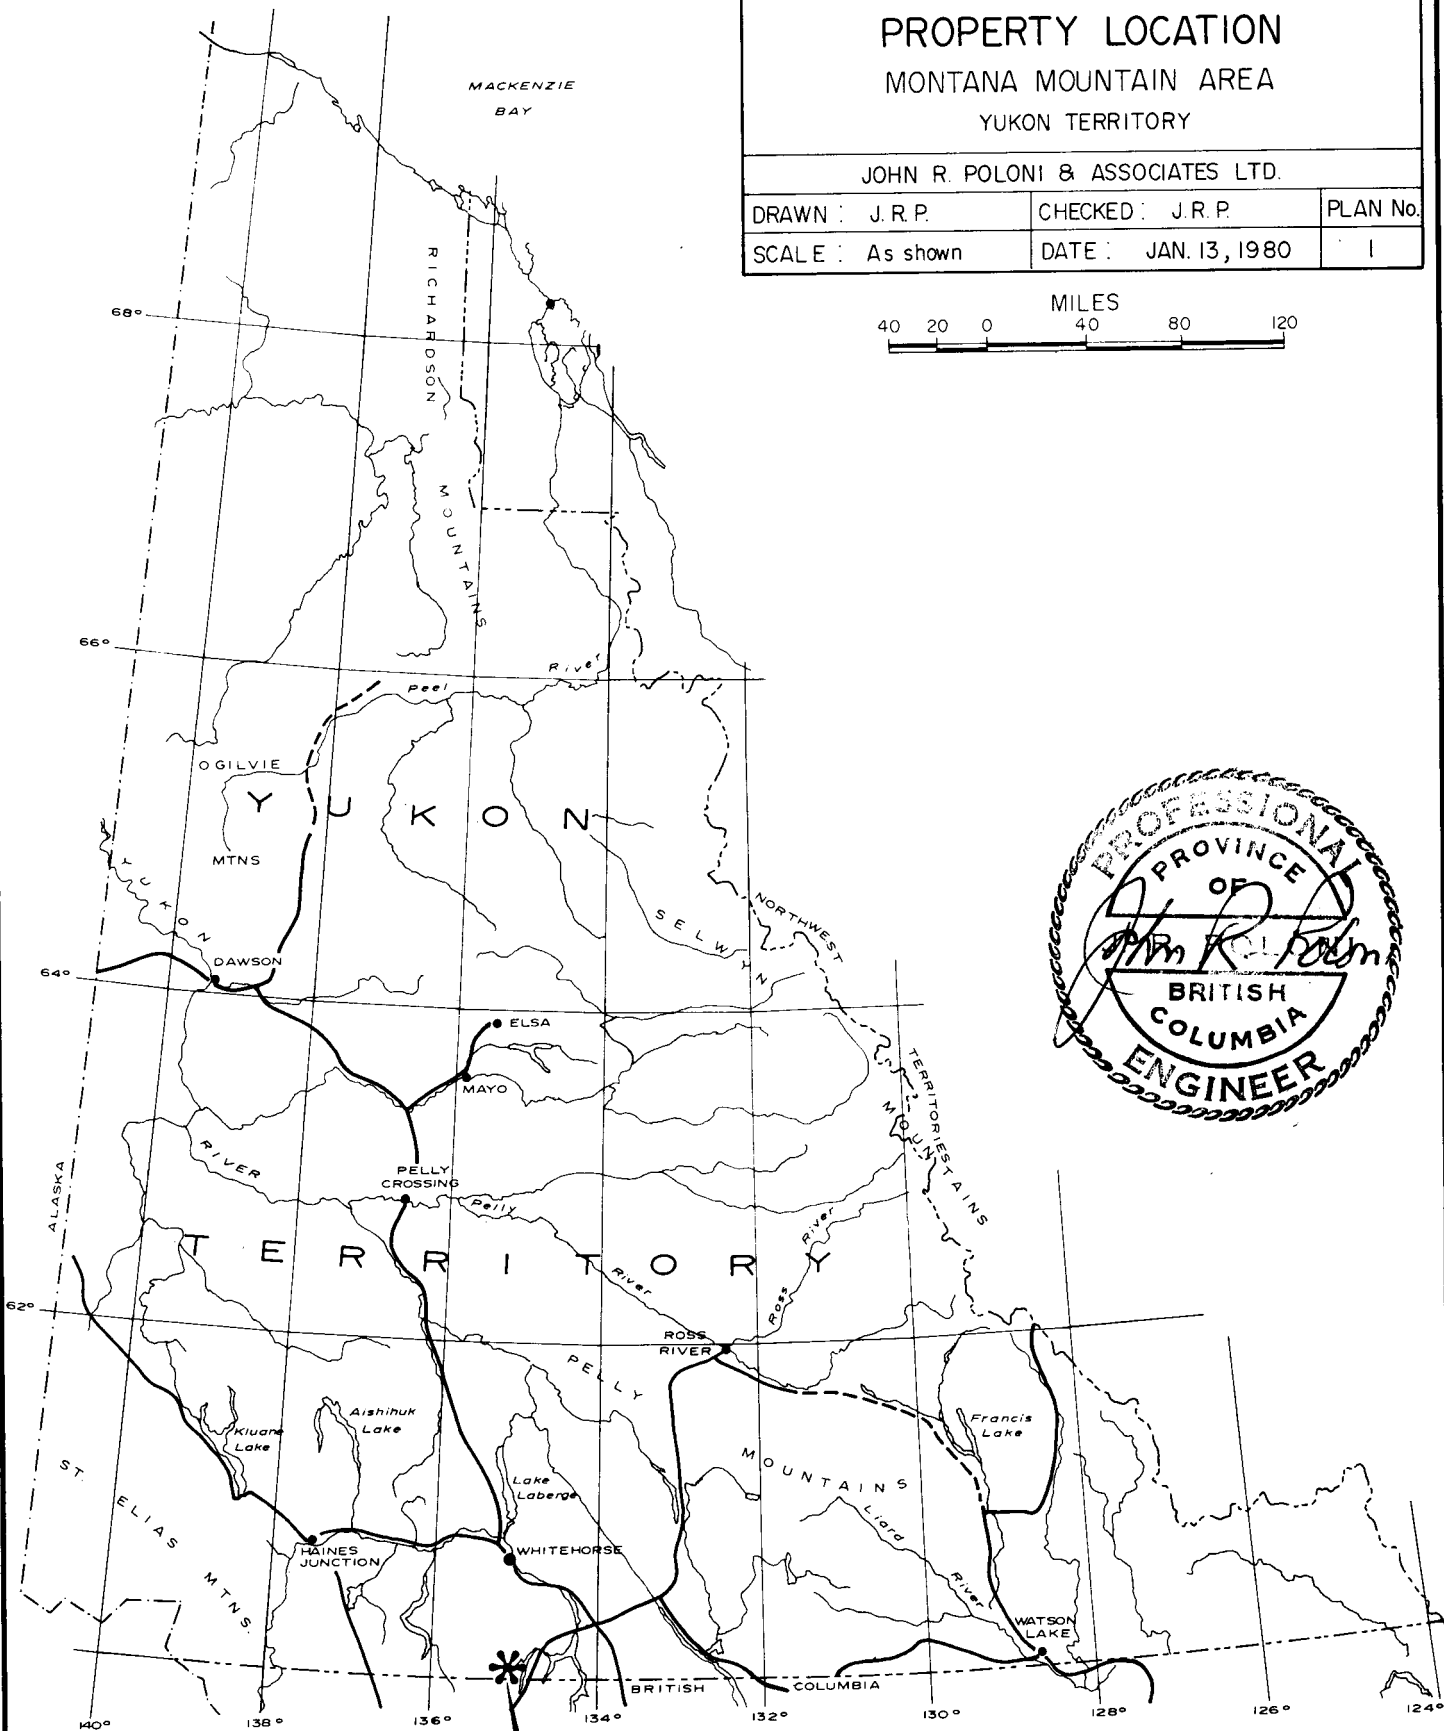 PROPERTY LOCATION
MONTANA MOUNTAIN AREA
YUKON TERRITORY
JOHN R. POLONI & ASSOCIATES LTD.
DRAWN : J.R.P.
CHECKED : J.R.P.
PLAN No.
SCALE : As shown
DATE : JAN. 13, 1980
1
MILES
40 20 0 40 80 120
MACKENZIE
BAY
RICHARDSON
MOUNTAINS
68°
66°
Peel River
OGILVIE
MTNS
YUKON
YUKON
SELWYN
NORTHWEST
DAWSON
64°
ELSA
MAYO
TERRITORIES
MOUNTAINS
RIVER
PELLY
CROSSING
Pelly
River
ALASKA
TERRITORY
Ross River
62°
ROSS
RIVER
PELLY
MOUNTAINS
Aishihuk
Lake
Kluane
Lake
Francis
Lake
Lake
Laberge
Liard
River
ST. ELIAS
MTNS.
HAINES
JUNCTION
WHITEHORSE
WATSON
LAKE
BRITISH
COLUMBIA
140° 138° 136° 134° 132° 130° 128° 126° 124°
PROFESSIONAL
PROVINCE
OF
John R. Poloni
BRITISH
COLUMBIA
ENGINEER